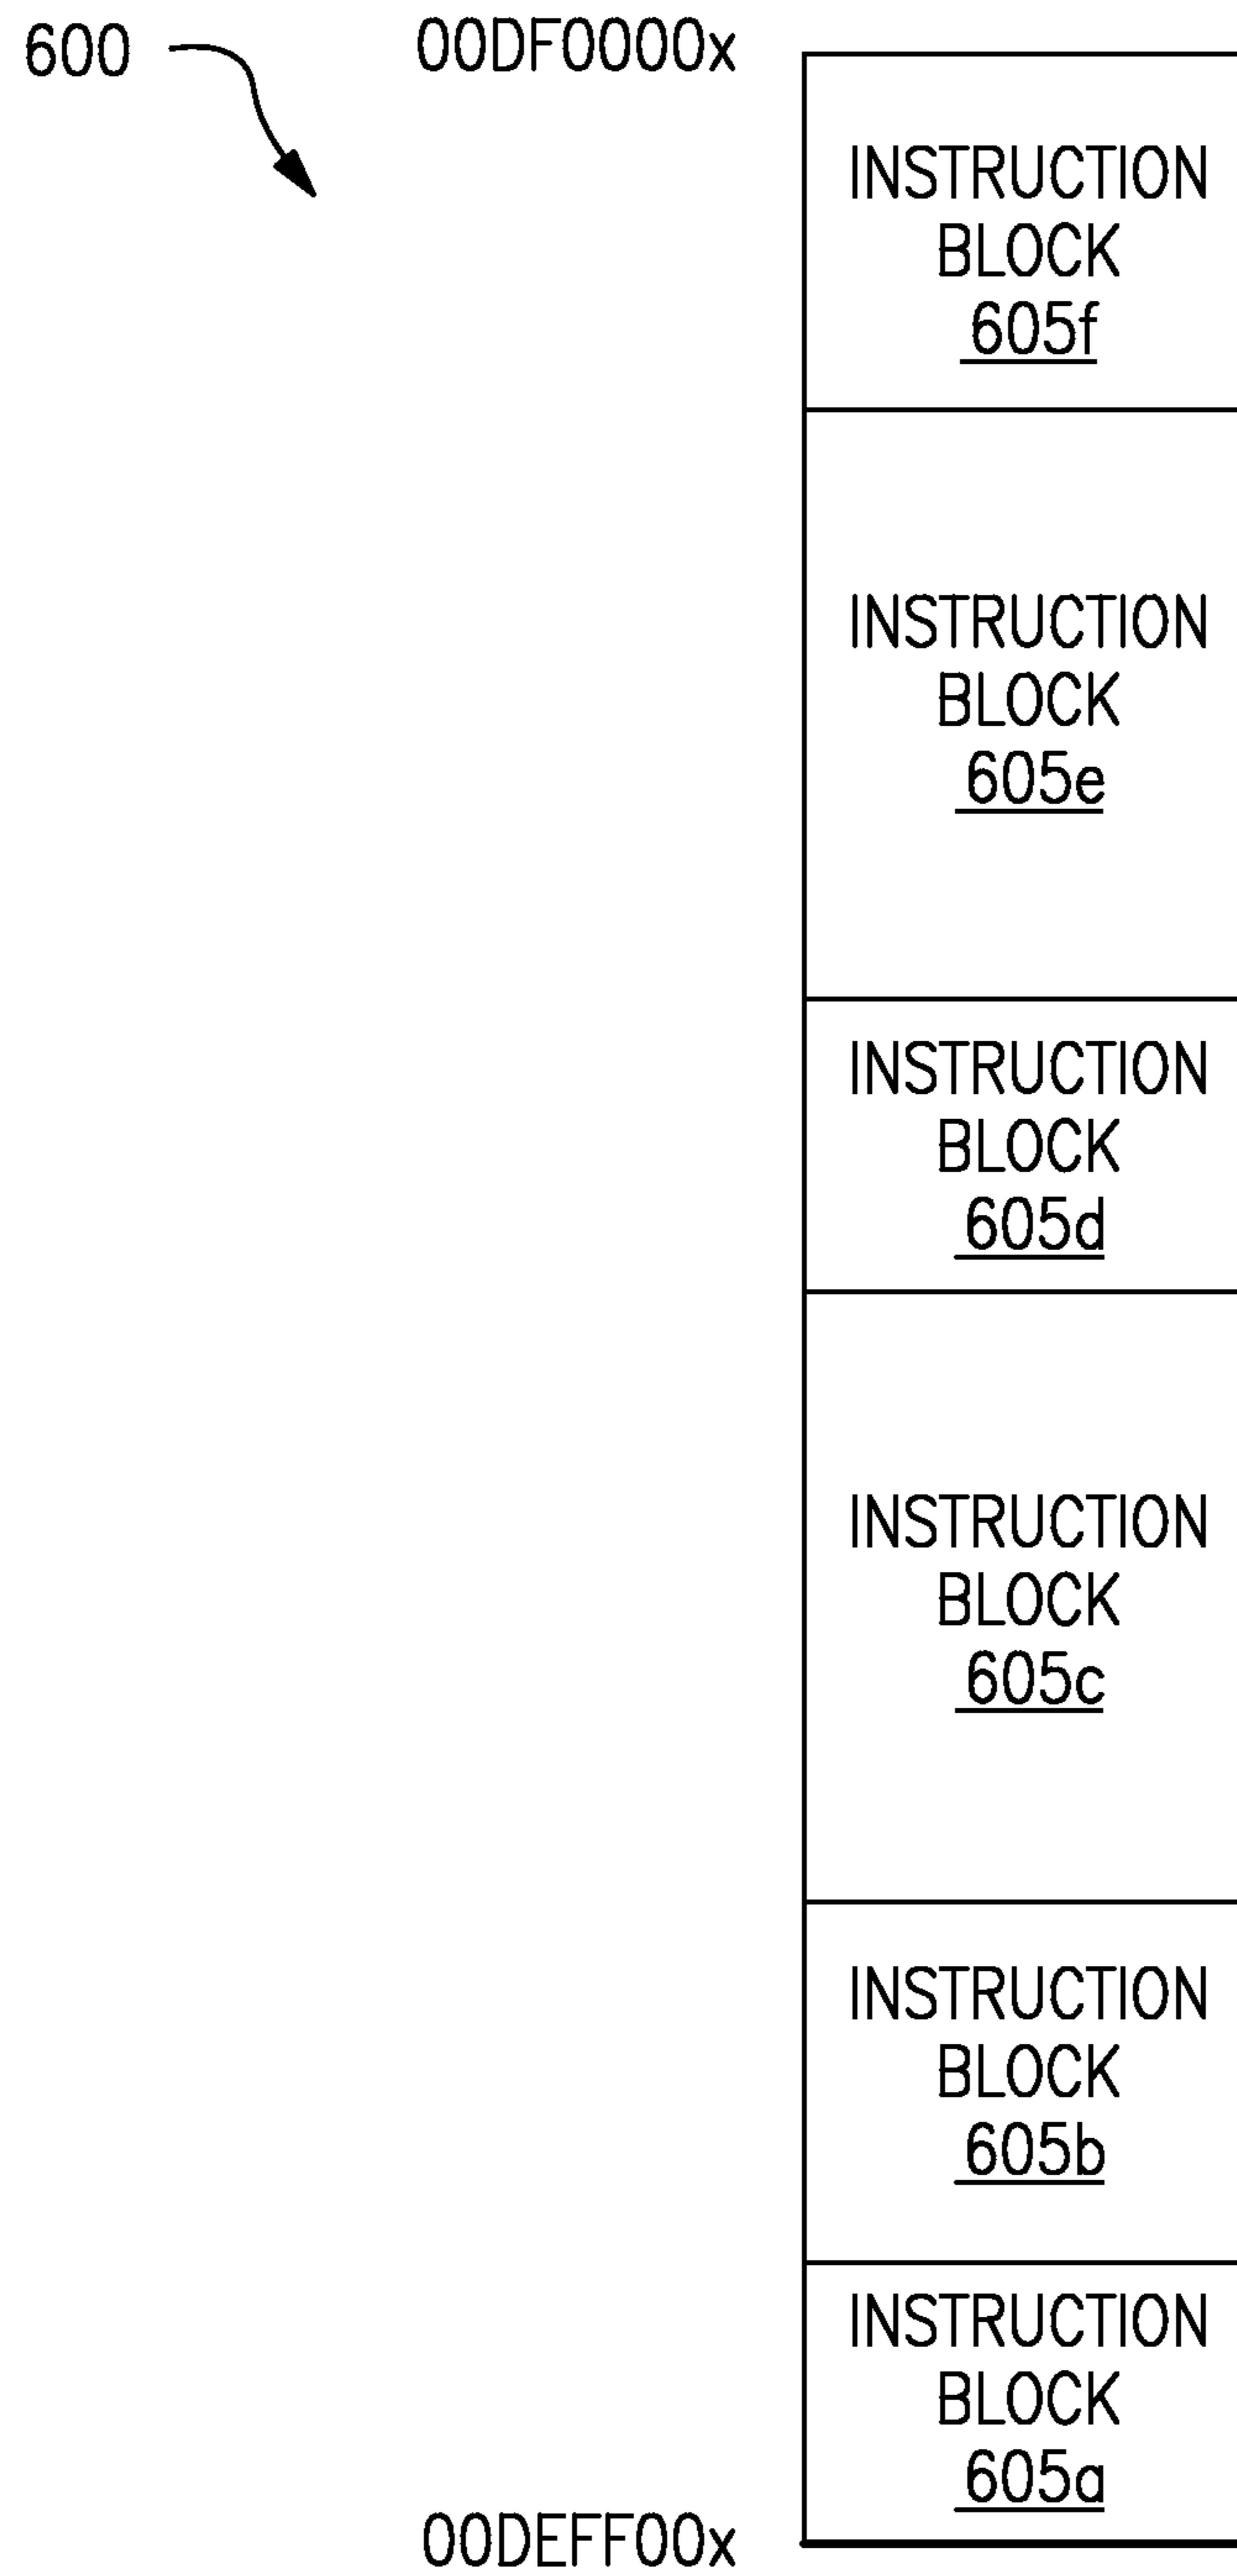 600
00DF0000x
INSTRUCTION
BLOCK
605f
INSTRUCTION
BLOCK
605e
INSTRUCTION
BLOCK
605d
INSTRUCTION
BLOCK
605c
INSTRUCTION
BLOCK
605b
INSTRUCTION
BLOCK
605a
00DEFF00x